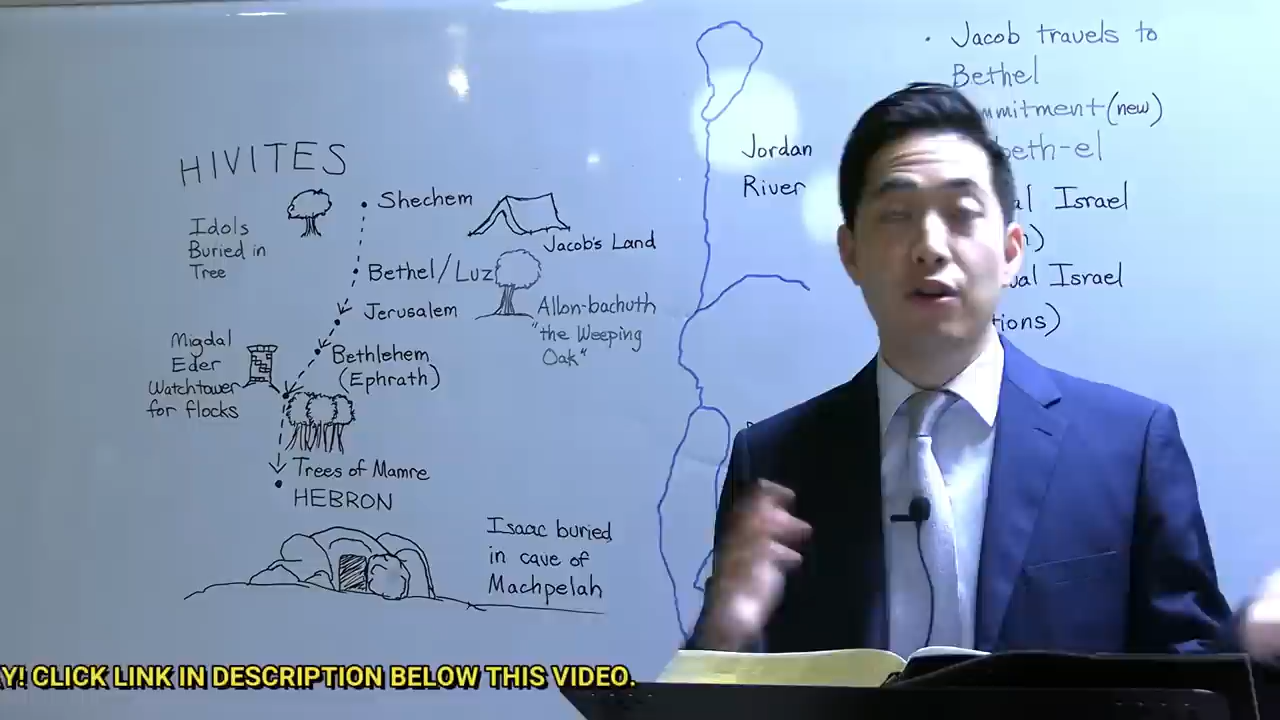 HIVITES
Idols
Buried in
Tree
Shechem
Jacob's Land
Bethel/Luz
Allon-bachuth
"the Weeping
Oak"
Jerusalem
Bethlehem
(Ephrath)
Migdal
Eder
Watchtower
for flocks
Trees of Mamre
HEBRON
Isaac buried
in cave of
Machpelah
Jordan
River
• Jacob travels to
Bethel
(new)
beth-el
Israel
Israel
Y! CLICK LINK IN DESCRIPTION BELOW THIS VIDEO.